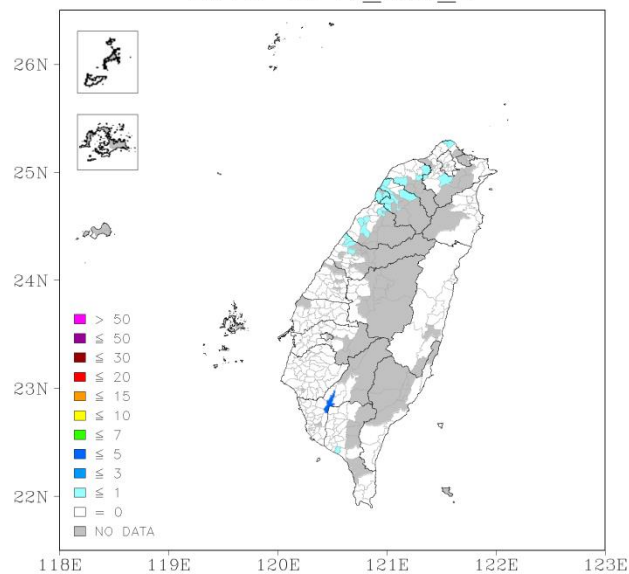 26N
25N
24N
23N
22N
> 50
≦ 50
≦ 30
≦ 20
≦ 15
≦ 10
≦ 7
≦ 5
≦ 3
≦ 1
= 0
NO DATA
118E 119E 120E 121E 122E 123E